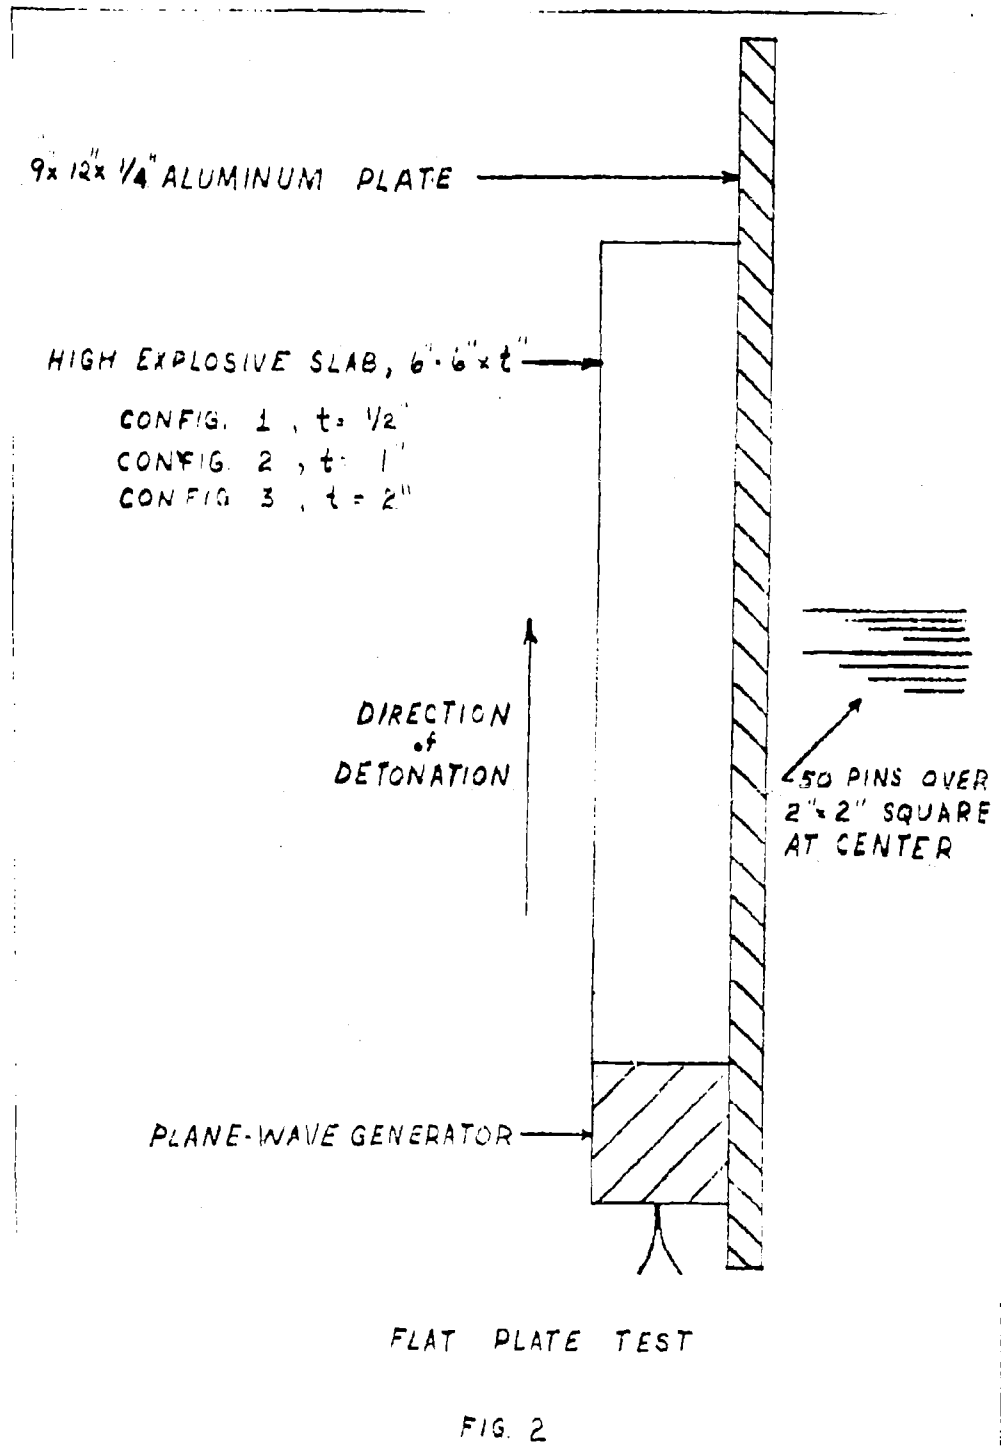 9"x 12"x 1/4" ALUMINUM PLATE
HIGH EXPLOSIVE SLAB, 6"·6"x t"
CONFIG. 1, t= 1/2"
CONFIG. 2, t= 1"
CONFIG 3, t = 2"
DIRECTION
of
DETONATION
~50 PINS OVER
2"x 2" SQUARE
AT CENTER
PLANE-WAVE GENERATOR
FLAT PLATE TEST
FIG. 2